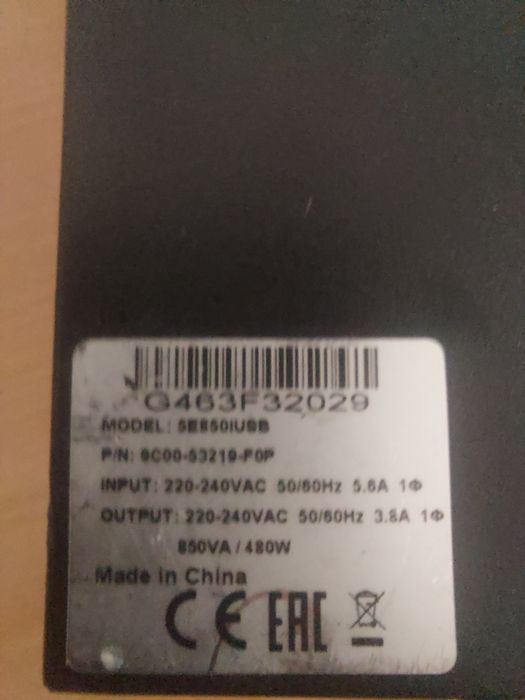 G463F32029
MODEL: 5E850IUSB
P/N: 9C00-53219-F0P
INPUT: 220-240VAC 50/60Hz 5.6A 1Φ
OUTPUT: 220-240VAC 50/60Hz 3.8A 1Φ
850VA / 480W
Made in China
CE EAC